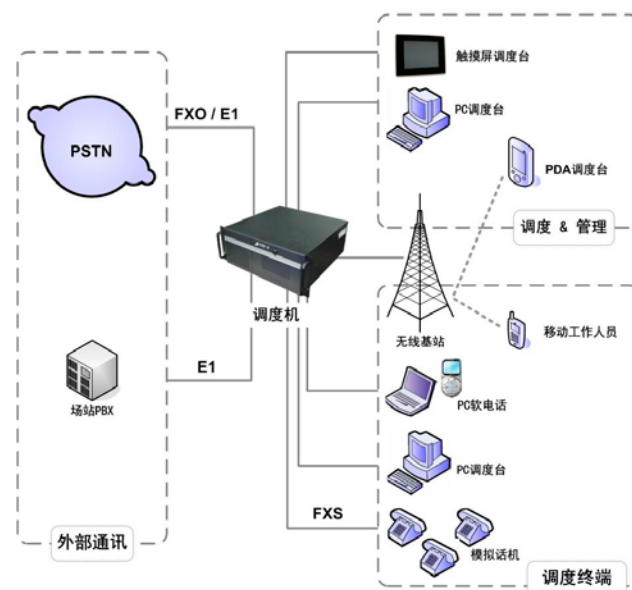 PSTN
FXO / E1
触摸屏调度台
PC调度台
PDA调度台
调度 & 管理
调度机
无线基站
移动工作人员
E1
场站PBX
PC软电话
PC调度台
FXS
模拟话机
外部通讯
调度终端